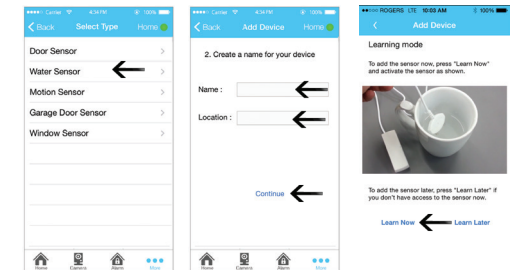 Carrier 4:34 PM 100%
Back Select Type Home
Door Sensor
Water Sensor
Motion Sensor
Garage Door Sensor
Window Sensor
Home Camera Alarm More
Carrier 4:34 PM 100%
Back Add Device Home
2. Create a name for your device
Name :
Location :
Continue
Home Camera Alarm More
ROGERS LTE 10:03 AM 100%
Add Device
Learning mode
To add the sensor now, press "Learn Now"
and activate the sensor as shown.
To add the sensor later, press "Learn Later" if
you don't have access to the sensor now.
Learn Now Learn Later